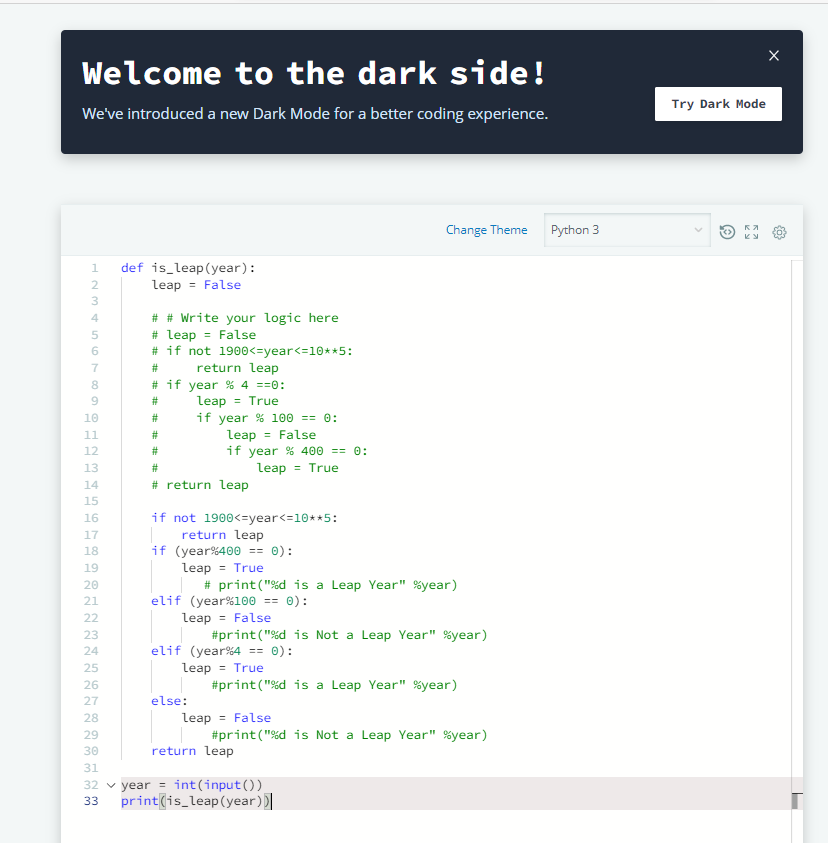 Welcome to the dark side!
We've introduced a new Dark Mode for a better coding experience.
Try Dark Mode
Change Theme
Python 3
1 def is_leap(year):
2     leap = False
3
4     # # Write your logic here
5     # leap = False
6     # if not 1900<=year<=10**5:
7     #     return leap
8     # if year % 4 ==0:
9     #     leap = True
10     #     if year % 100 == 0:
11     #         leap = False
12     #         if year % 400 == 0:
13     #             leap = True
14     # return leap
15
16     if not 1900<=year<=10**5:
17         return leap
18     if (year%400 == 0):
19         leap = True
20            # print("%d is a Leap Year" %year)
21     elif (year%100 == 0):
22         leap = False
23             #print("%d is Not a Leap Year" %year)
24     elif (year%4 == 0):
25         leap = True
26             #print("%d is a Leap Year" %year)
27     else:
28         leap = False
29             #print("%d is Not a Leap Year" %year)
30     return leap
31
32 year = int(input())
33 print(is_leap(year))